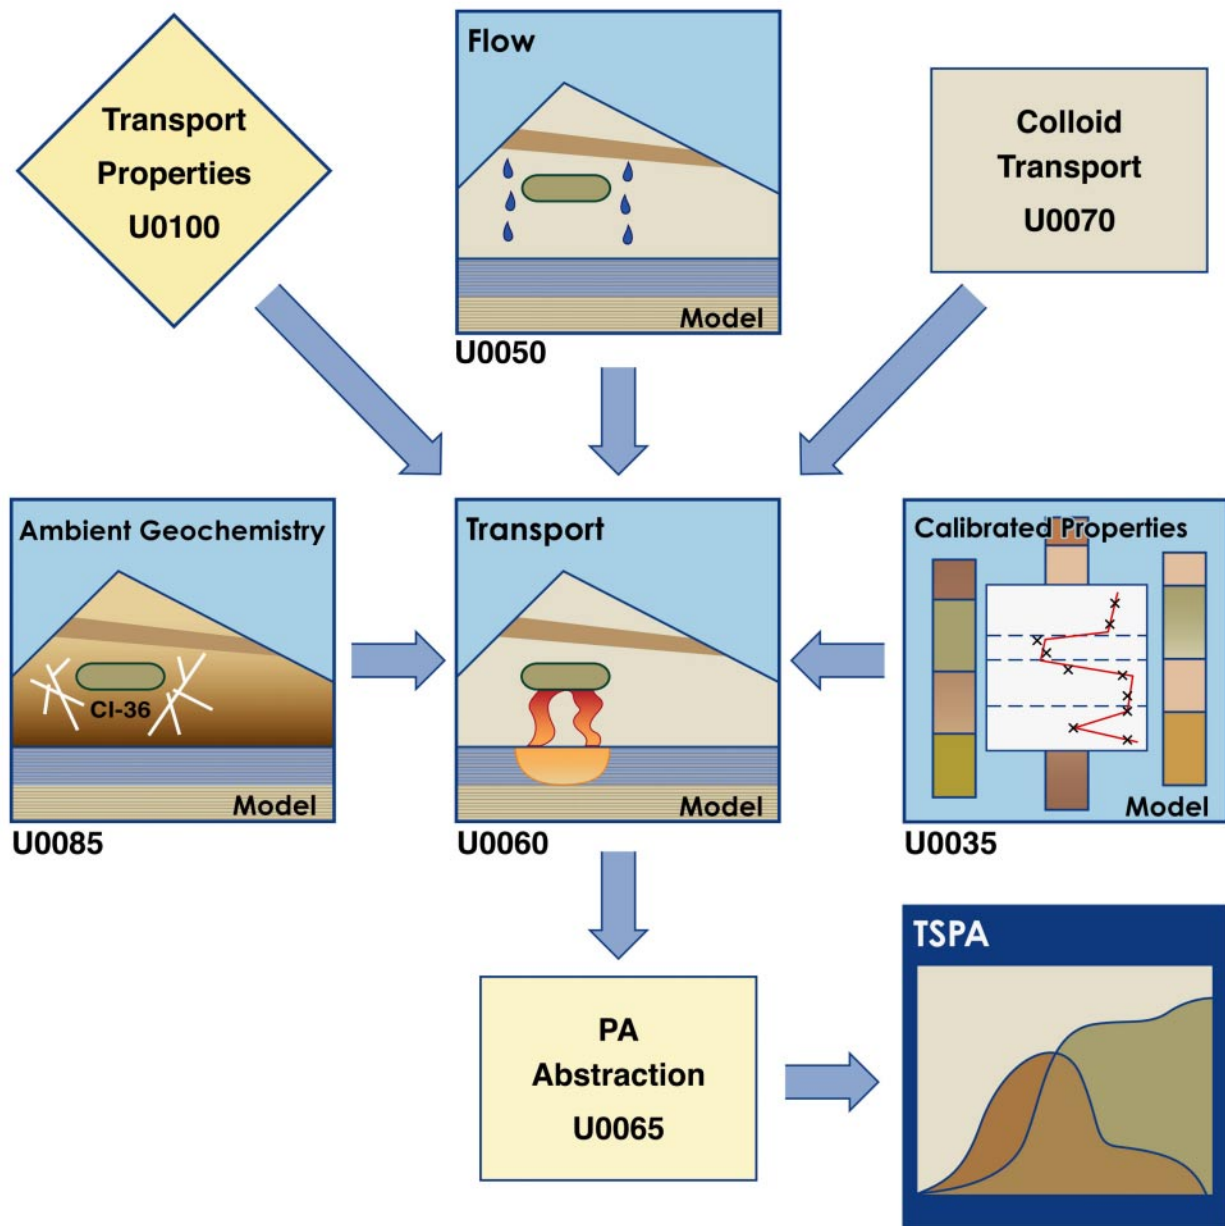 Transport
Properties
U0100
Flow
Model
U0050
Colloid
Transport
U0070
Ambient Geochemistry
Cl-36
Model
U0085
Transport
Model
U0060
Calibrated Properties
Model
U0035
PA
Abstraction
U0065
TSPA